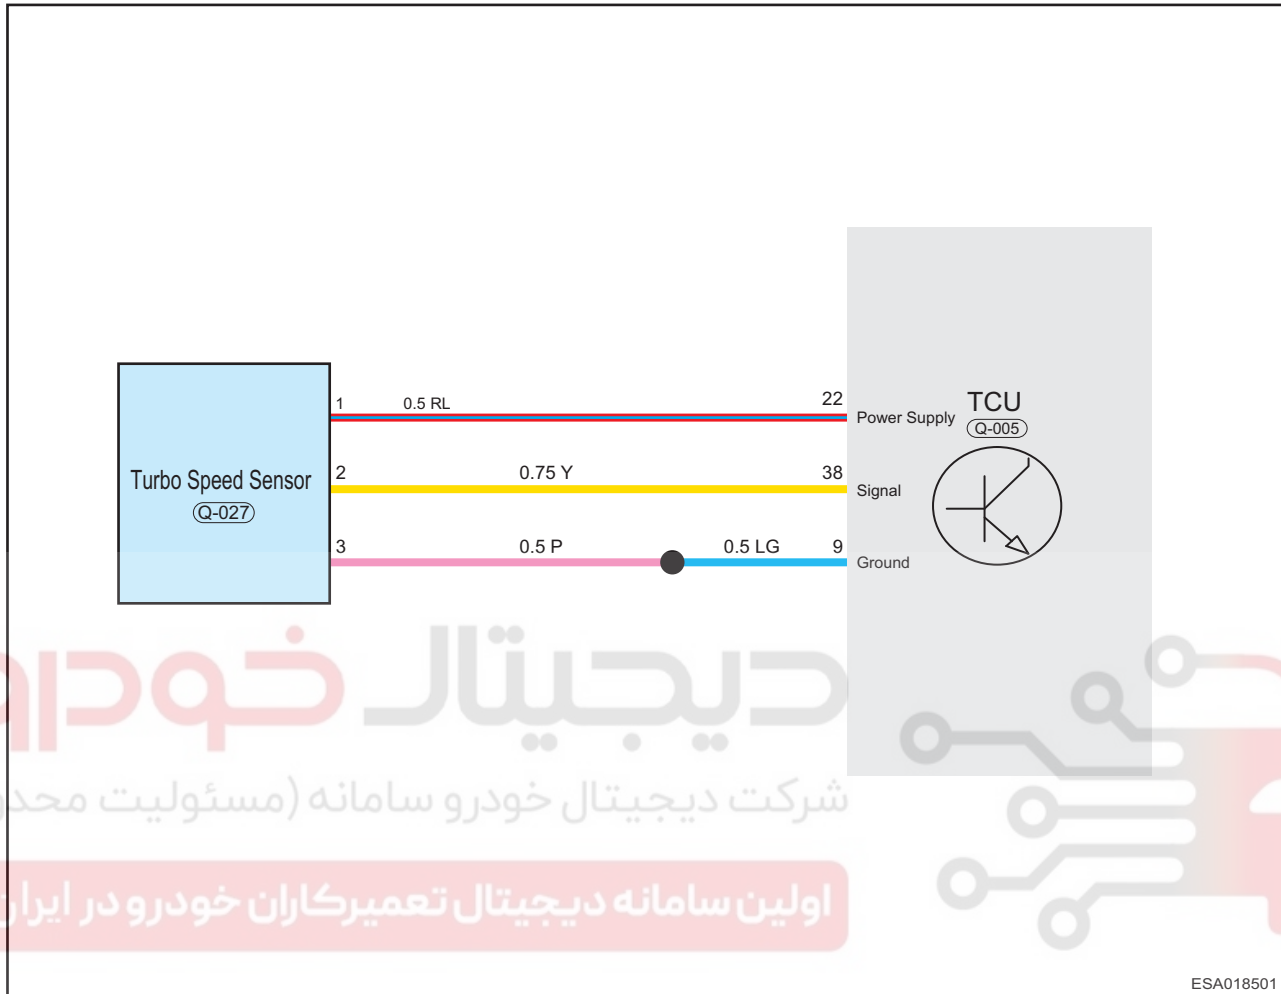 1 0.5 RL 22
Power Supply
TCU
Q-005
Turbo Speed Sensor
Q-027
2 0.75 Y 38
Signal
3 0.5 P 0.5 LG 9
Ground
دیجیتال خودرو
شرکت دیجیتال خودرو سامانه (مسئولیت
اولین سامانه دیجیتال تعمیرکاران خودرو در ایران
ESA018501